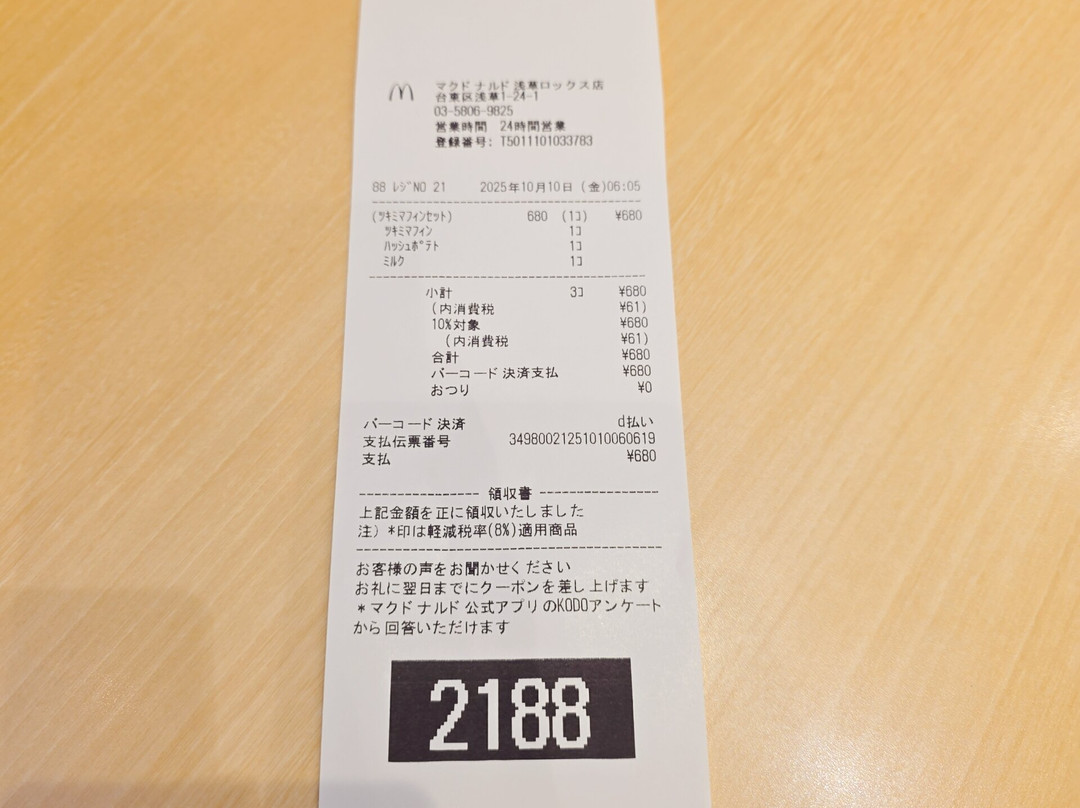 マクドナルド 浅草ロックス店
台東区浅草1-24-1
03-5806-9825
営業時間 24時間営業
登録番号: T5011101033783
88 レジNO 21 2025年10月10日 (金)06:05
(ツキミマフィンセット) 680 (1コ) ¥680
ツキミマフィン 1コ
ハッシュポテト 1コ
ミルク 1コ
小計 3コ ¥680
(内消費税 ¥61)
10%対象 ¥680
(内消費税 ¥61)
合計 ¥680
バーコード決済支払 ¥680
おつり ¥0
バーコード決済 d払い
支払伝票番号 34980021251010060619
支払 ¥680
領収書
上記金額を正に領収いたしました
注) *印は軽減税率(8%)適用商品
お客様の声をお聞かせください
お礼に翌日までにクーポンを差し上げます
*マクドナルド公式アプリのKODOアンケート
から回答いただけます
2188